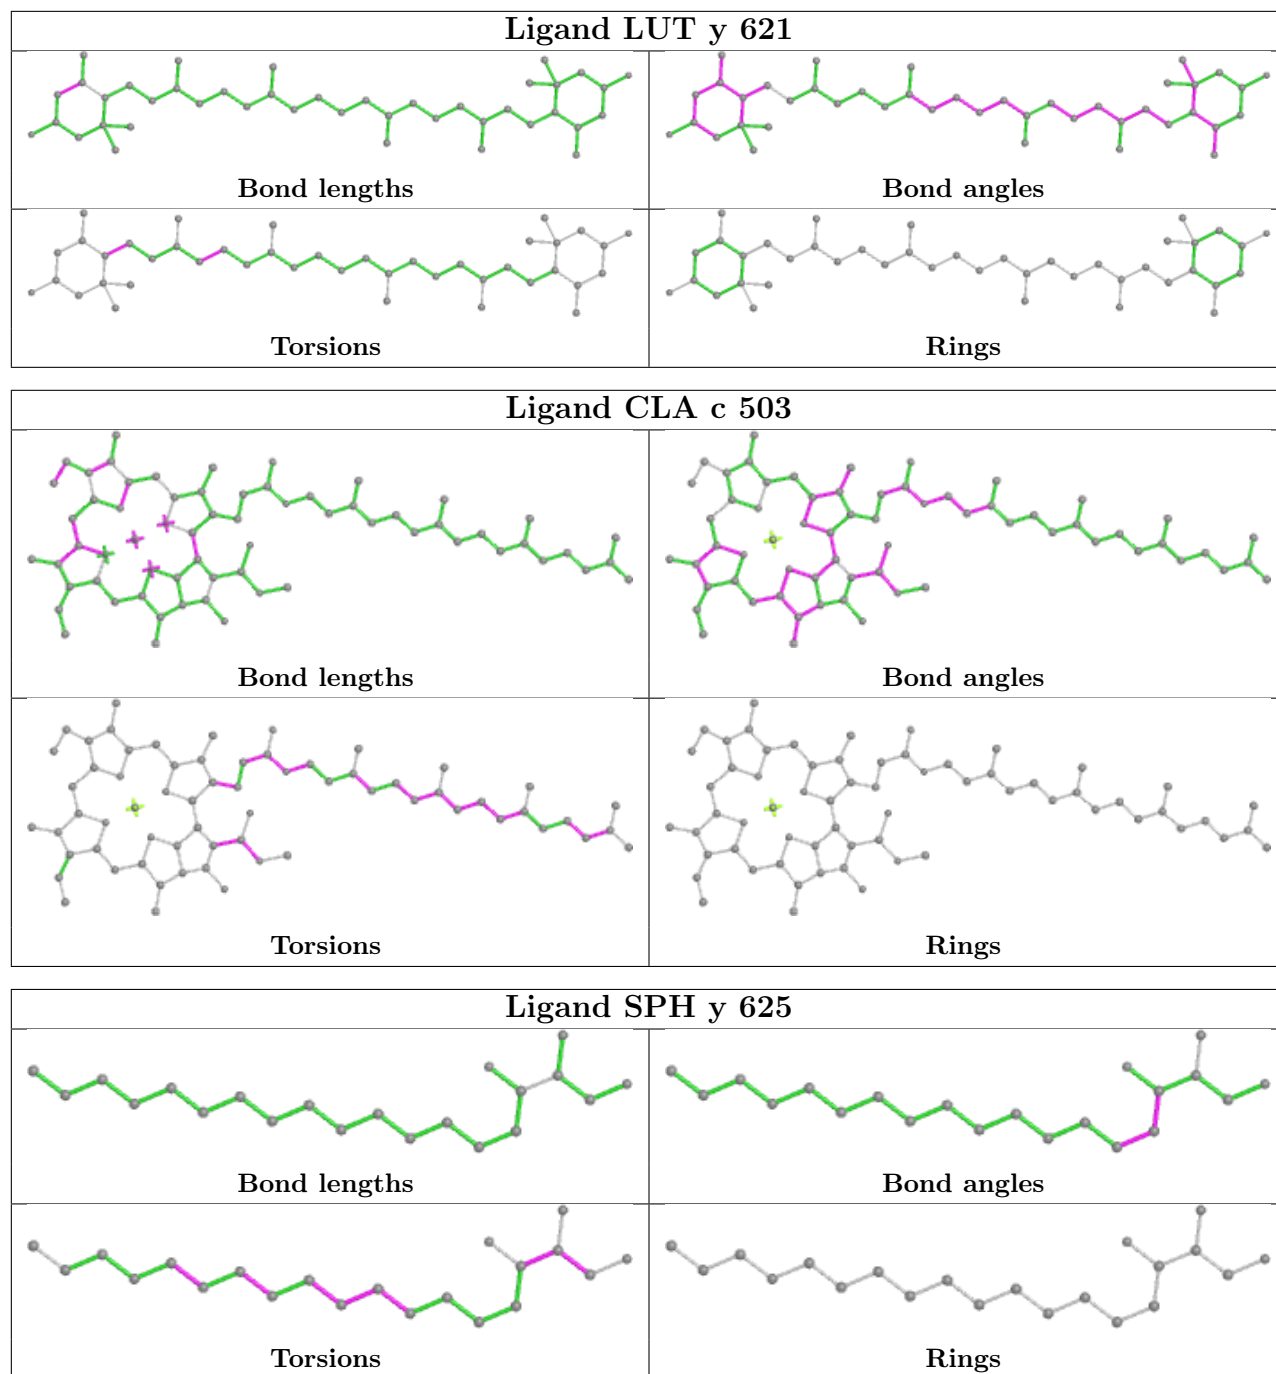 Ligand LUT y 621
Bond lengths
Bond angles
Torsions
Rings
Ligand CLA c 503
Bond lengths
Bond angles
Torsions
Rings
Ligand SPH y 625
Bond lengths
Bond angles
Torsions
Rings